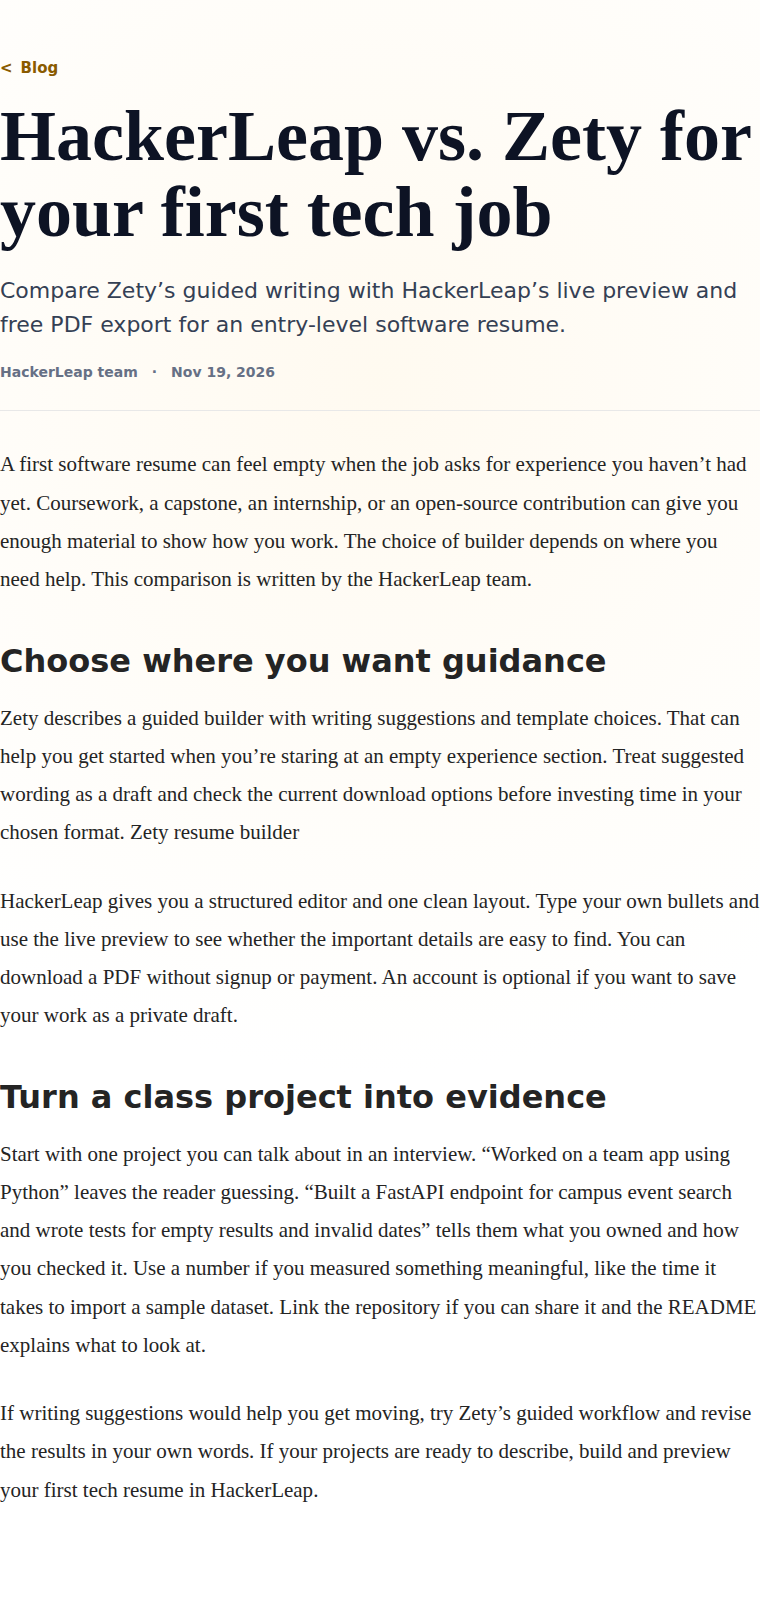 < Blog
HackerLeap vs. Zety for
your first tech job
Compare Zety’s guided writing with HackerLeap’s live preview and
free PDF export for an entry-level software resume.
HackerLeap team · Nov 19, 2026
A first software resume can feel empty when the job asks for experience you haven’t had
yet. Coursework, a capstone, an internship, or an open-source contribution can give you
enough material to show how you work. The choice of builder depends on where you
need help. This comparison is written by the HackerLeap team.
Choose where you want guidance
Zety describes a guided builder with writing suggestions and template choices. That can
help you get started when you’re staring at an empty experience section. Treat suggested
wording as a draft and check the current download options before investing time in your
chosen format. Zety resume builder
HackerLeap gives you a structured editor and one clean layout. Type your own bullets and
use the live preview to see whether the important details are easy to find. You can
download a PDF without signup or payment. An account is optional if you want to save
your work as a private draft.
Turn a class project into evidence
Start with one project you can talk about in an interview. “Worked on a team app using
Python” leaves the reader guessing. “Built a FastAPI endpoint for campus event search
and wrote tests for empty results and invalid dates” tells them what you owned and how
you checked it. Use a number if you measured something meaningful, like the time it
takes to import a sample dataset. Link the repository if you can share it and the README
explains what to look at.
If writing suggestions would help you get moving, try Zety’s guided workflow and revise
the results in your own words. If your projects are ready to describe, build and preview
your first tech resume in HackerLeap.